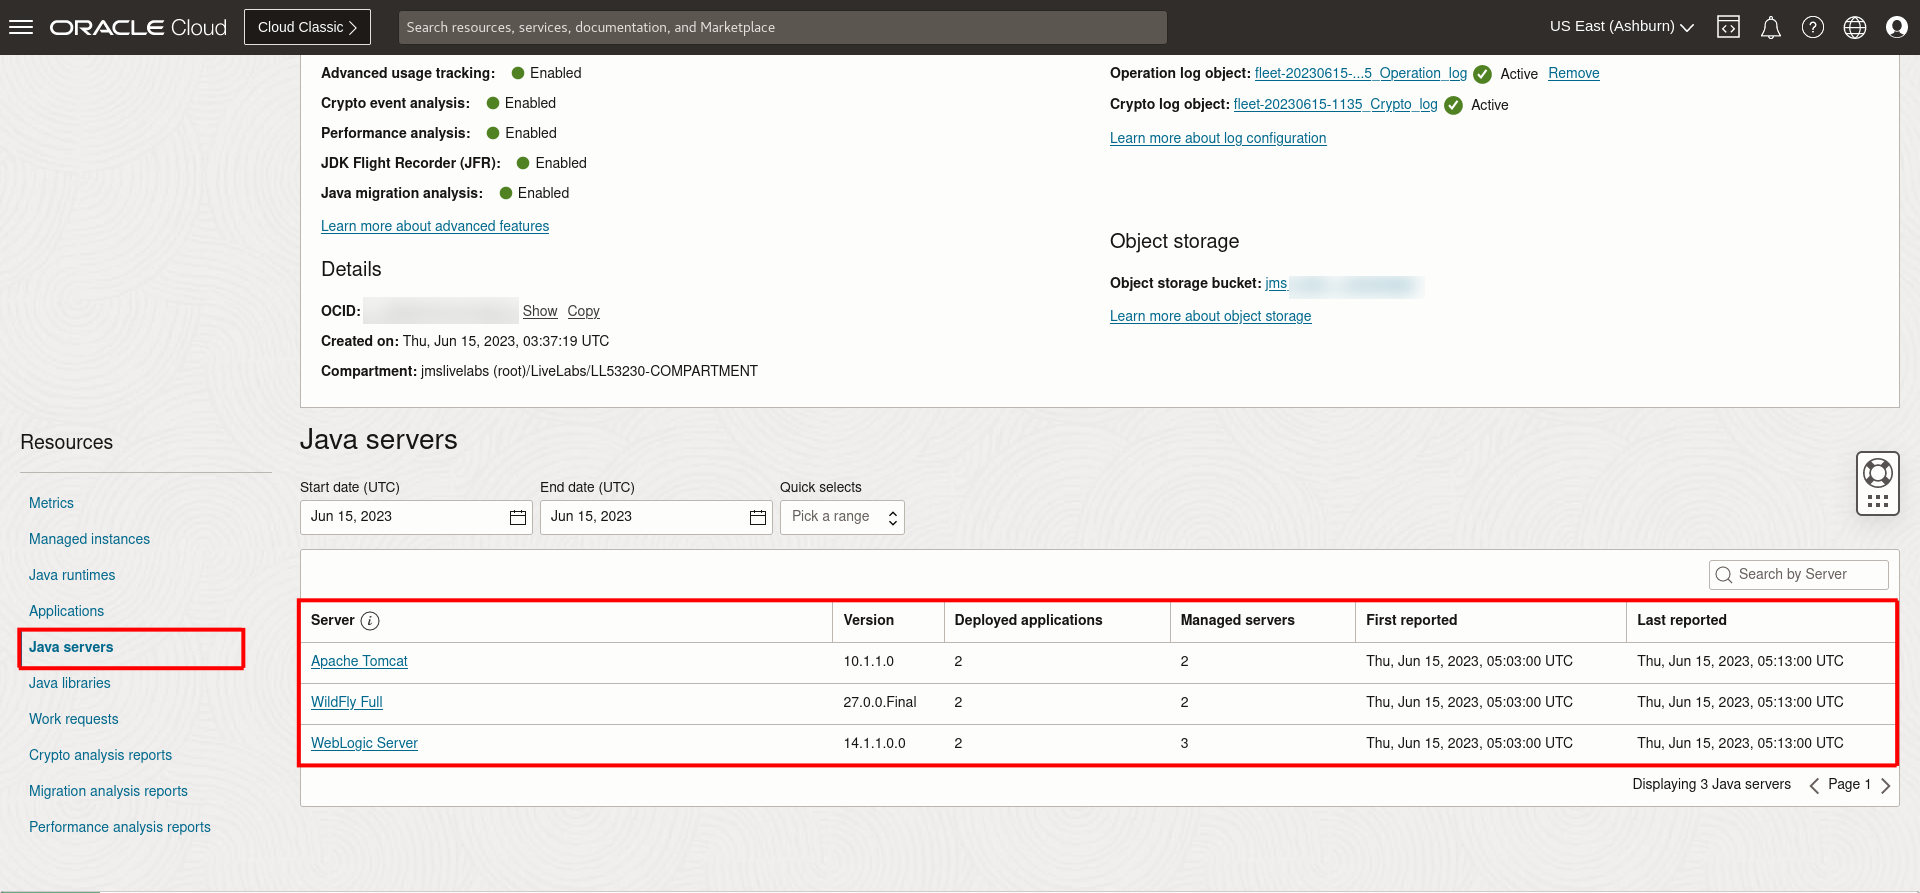 ORACLE Cloud
Cloud Classic
Search resources, services, documentation, and Marketplace
US East (Ashburn)
Advanced usage tracking: Enabled
Crypto event analysis: Enabled
Performance analysis: Enabled
JDK Flight Recorder (JFR): Enabled
Java migration analysis: Enabled
Learn more about advanced features
Operation log object: fleet-20230615-...5_Operation_log Active Remove
Crypto log object: fleet-20230615-1135_Crypto_log Active
Learn more about log configuration
Details
OCID: Show Copy
Created on: Thu, Jun 15, 2023, 03:37:19 UTC
Compartment: jmslivelabs (root)/LiveLabs/LL53230-COMPARTMENT
Object storage
Object storage bucket: jms
Learn more about object storage
Resources
Metrics
Managed instances
Java runtimes
Applications
Java servers
Java libraries
Work requests
Crypto analysis reports
Migration analysis reports
Performance analysis reports
Java servers
Start date (UTC) End date (UTC) Quick selects
Jun 15, 2023 Jun 15, 2023 Pick a range
Search by Server
Server Version Deployed applications Managed servers First reported Last reported
Apache Tomcat 10.1.1.0 2 2 Thu, Jun 15, 2023, 05:03:00 UTC Thu, Jun 15, 2023, 05:13:00 UTC
WildFly Full 27.0.0.Final 2 2 Thu, Jun 15, 2023, 05:03:00 UTC Thu, Jun 15, 2023, 05:13:00 UTC
WebLogic Server 14.1.1.0.0 2 3 Thu, Jun 15, 2023, 05:03:00 UTC Thu, Jun 15, 2023, 05:13:00 UTC
Displaying 3 Java servers Page 1